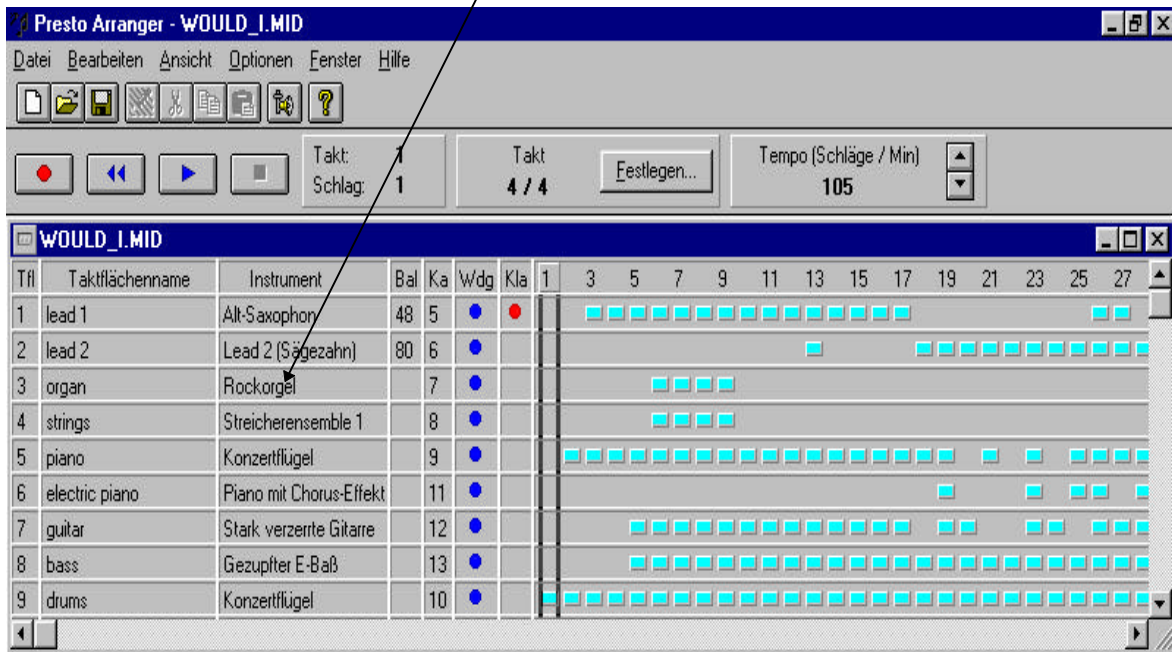 Presto Arranger - WOULD_I.MID
Datei Bearbeiten Ansicht Optionen Fenster Hilfe
Takt: 1 Takt Tempo (Schläge / Min)
Schlag: 1 4 / 4 Festlegen... 105
WOULD_I.MID
Tfl Taktflächenname Instrument Bal Ka Wdg Kla 1 3 5 7 9 11 13 15 17 19 21 23 25 27
1 lead 1 Alt-Saxophon 48 5
2 lead 2 Lead 2 (Sägezahn) 80 6
3 organ Rockorgel 7
4 strings Streicherensemble 1 8
5 piano Konzertflügel 9
6 electric piano Piano mit Chorus-Effekt 11
7 guitar Stark verzerrte Gitarre 12
8 bass Gezupfter E-Baß 13
9 drums Konzertflügel 10